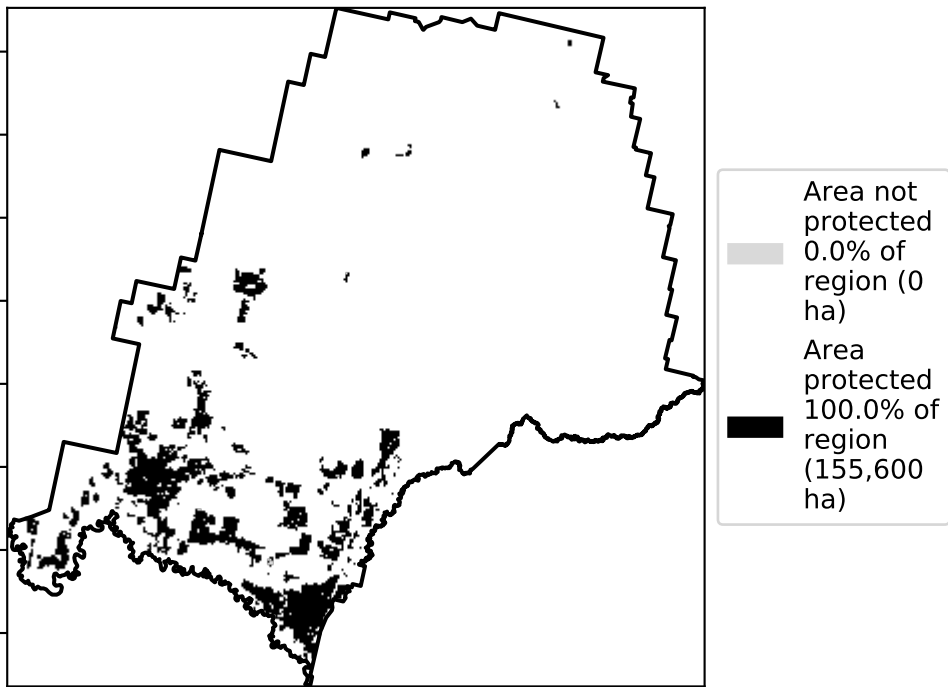 Area not
protected
0.0% of
region (0
ha)
Area
protected
100.0% of
region
(155,600
ha)